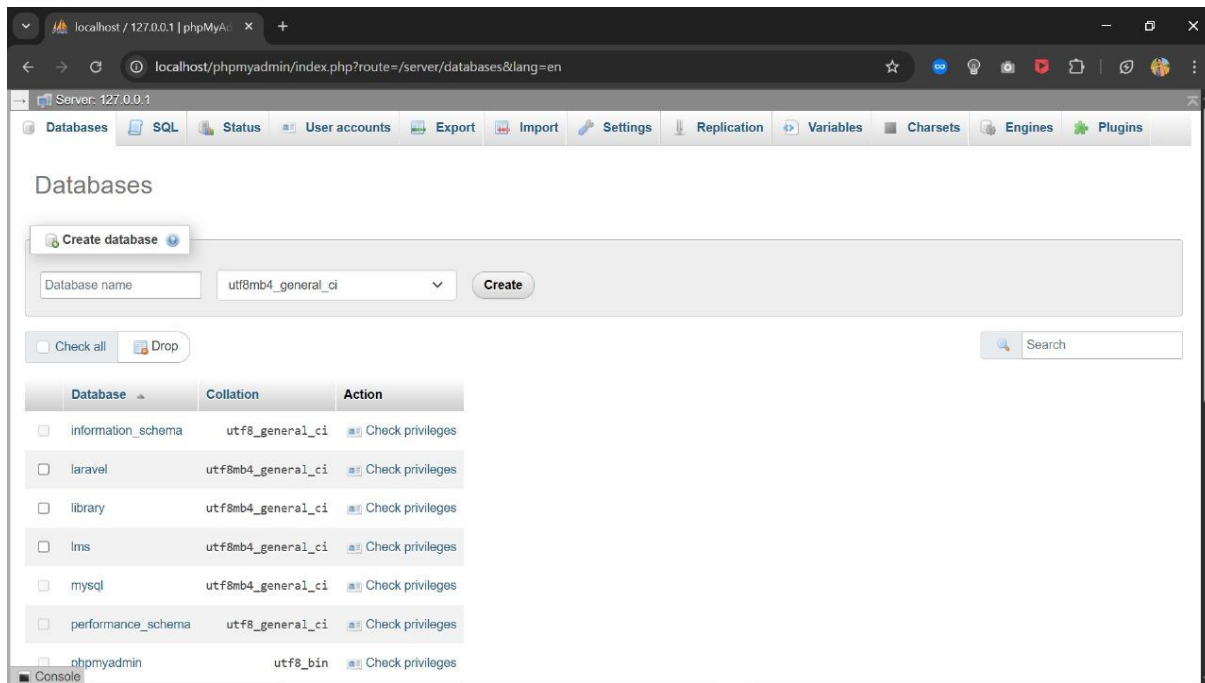 localhost / 127.0.0.1 | phpMyAd
localhost/phpmyadmin/index.php?route=/server/databases&lang=en
Server: 127.0.0.1
Databases SQL Status User accounts Export Import Settings Replication Variables Charsets Engines Plugins
Databases
Create database
Database name utf8mb4_general_ci Create
Check all Drop Search
Database Collation Action
information_schema utf8_general_ci Check privileges
laravel utf8mb4_general_ci Check privileges
library utf8mb4_general_ci Check privileges
lms utf8mb4_general_ci Check privileges
mysql utf8mb4_general_ci Check privileges
performance_schema utf8_general_ci Check privileges
phpmyadmin utf8_bin Check privileges
Console